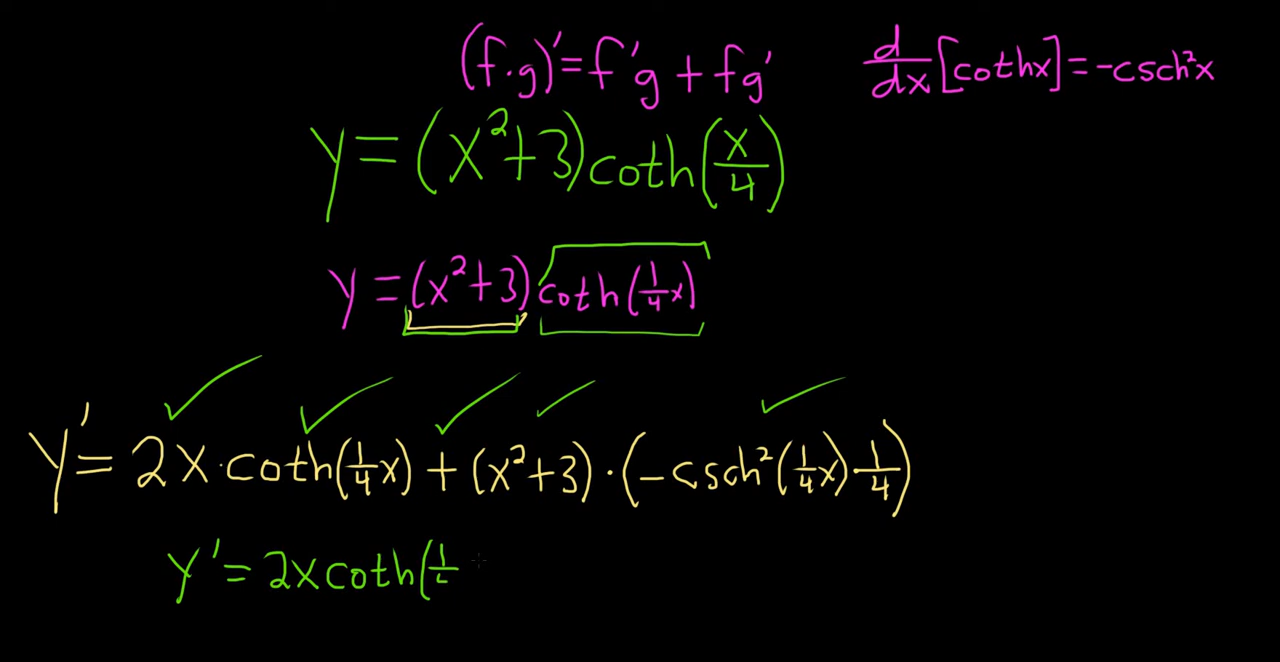 (f·g)' = f'g + fg'    d/dx [coth x] = -csch²x
y = (x² + 3) coth(x/4)
y = (x² + 3) coth(1/4 x)
y' = 2x · coth(1/4 x) + (x² + 3) · (-csch²(1/4 x) · 1/4)
y' = 2x coth(1/